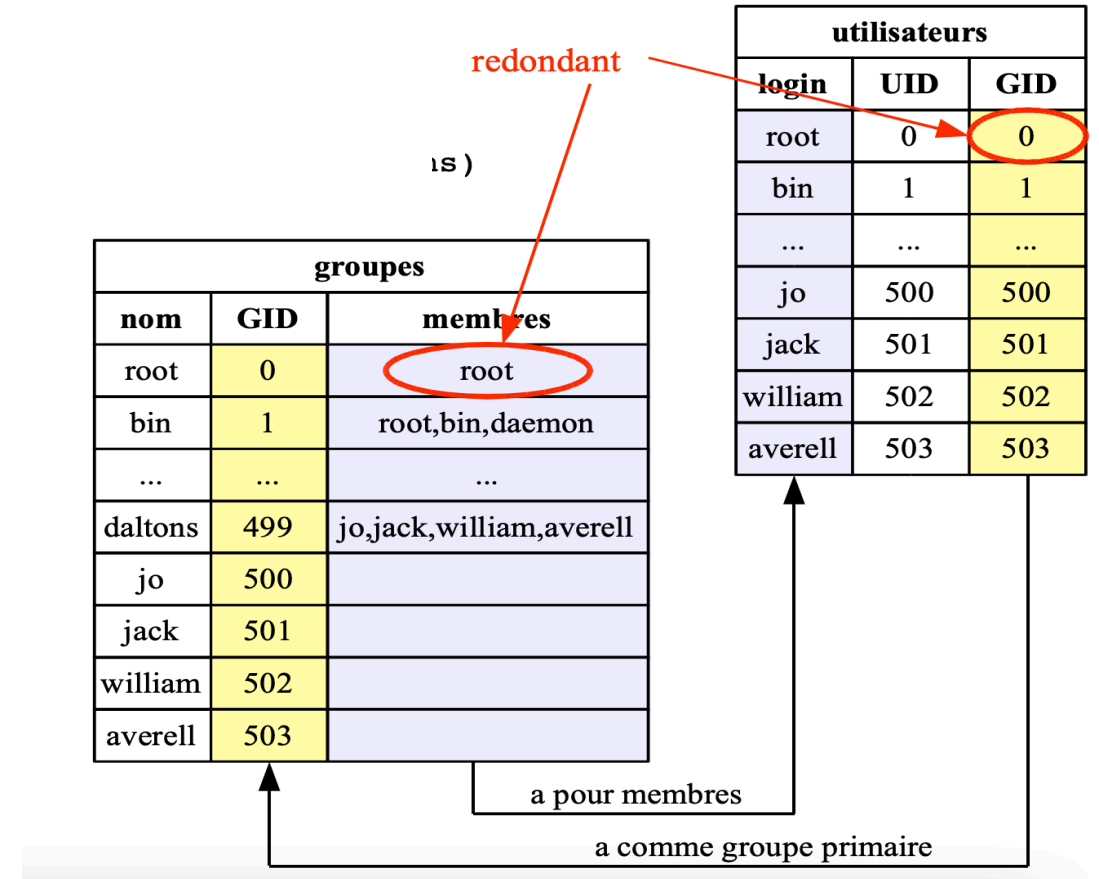 utilisateurs
redondant
login UID GID
root 0 0
bin 1 1
... ... ...
jo 500 500
jack 501 501
william 502 502
averell 503 503
s)
groupes
nom GID membres
root 0 root
bin 1 root,bin,daemon
... ... ...
daltons 499 jo,jack,william,averell
jo 500
jack 501
william 502
averell 503
a pour membres
a comme groupe primaire